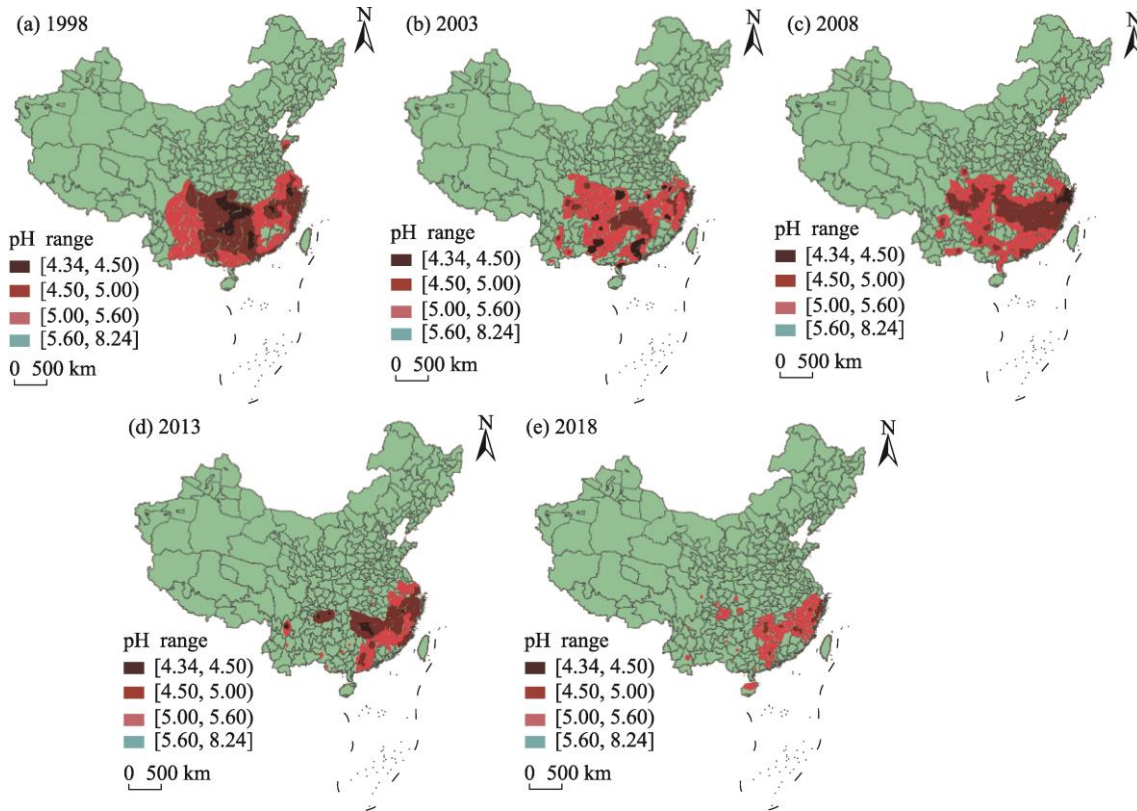 (a) 1998
N
pH range
[4.34, 4.50)
[4.50, 5.00)
[5.00, 5.60)
[5.60, 8.24]
0 500 km
(b) 2003
N
pH range
[4.34, 4.50)
[4.50, 5.00)
[5.00, 5.60)
[5.60, 8.24]
0 500 km
(c) 2008
N
pH range
[4.34, 4.50)
[4.50, 5.00)
[5.00, 5.60)
[5.60, 8.24]
0 500 km
(d) 2013
N
pH range
[4.34, 4.50)
[4.50, 5.00)
[5.00, 5.60)
[5.60, 8.24]
0 500 km
(e) 2018
N
pH range
[4.34, 4.50)
[4.50, 5.00)
[5.00, 5.60)
[5.60, 8.24]
0 500 km